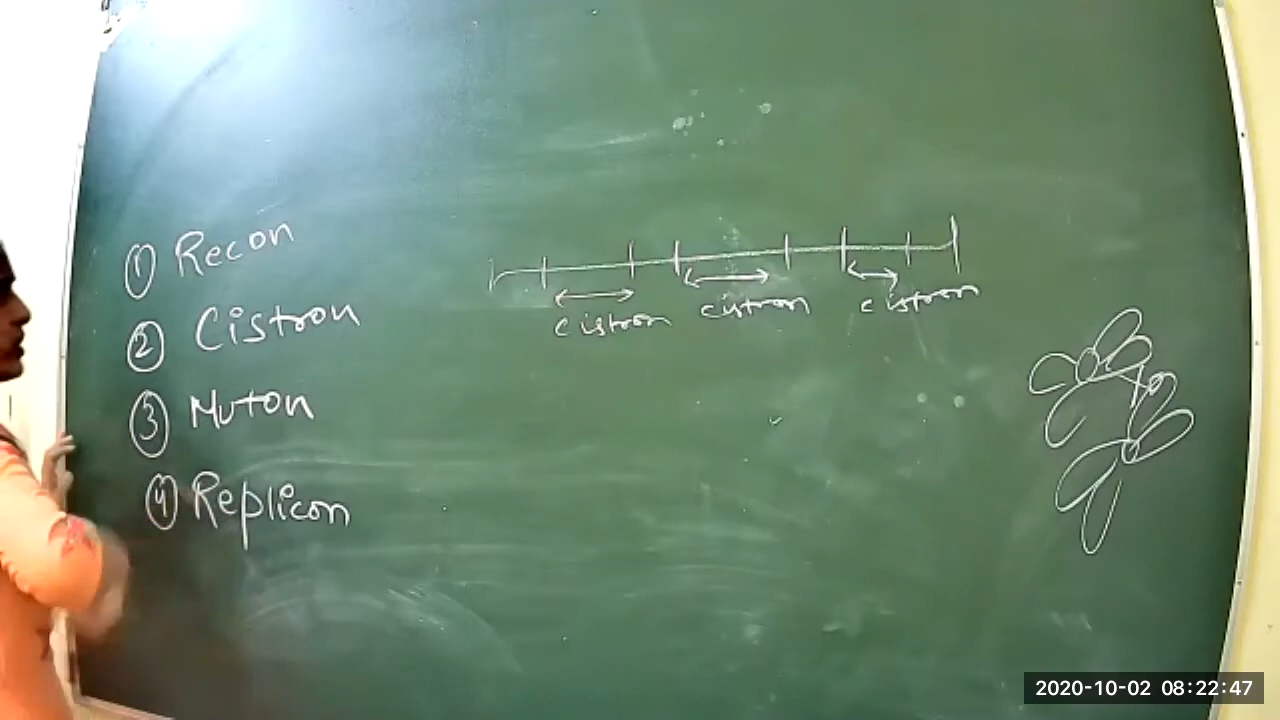 ① Recon
② Cistron
③ Muton
④ Replicon
cistron cistron cistron
2020-10-02 08:22:47